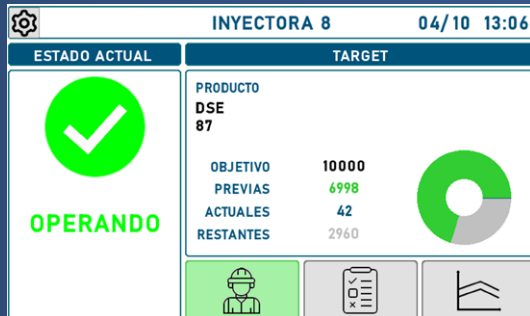 INYECTORA 8 04/10 13:06
ESTADO ACTUAL TARGET
PRODUCTO
DSE
87
OBJETIVO 10000
PREVIAS 6998
ACTUALES 42
RESTANTES 2960
OPERANDO